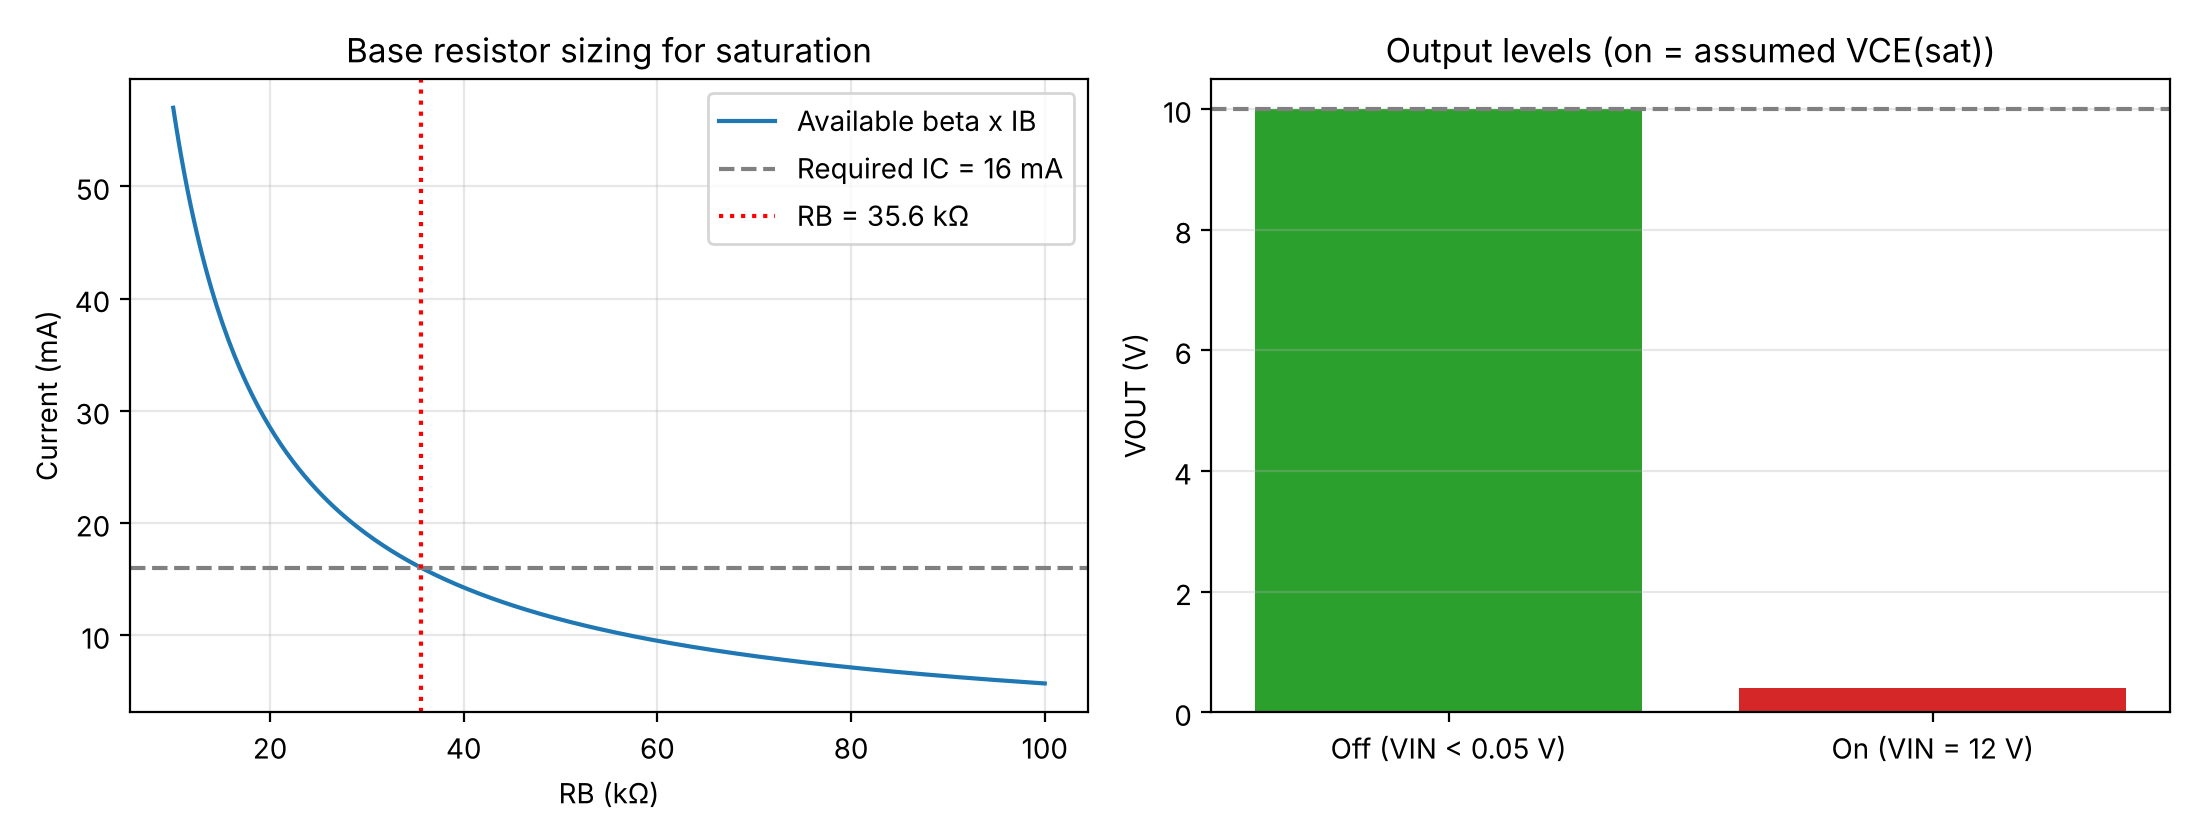 Base resistor sizing for saturation
Available beta x IB
Required IC = 16 mA
RB = 35.6 kΩ
Current (mA)
50
40
30
20
10
20
40
60
80
100
RB (kΩ)
Output levels (on = assumed VCE(sat))
VOUT (V)
10
8
6
4
2
0
Off (VIN < 0.05 V)
On (VIN = 12 V)